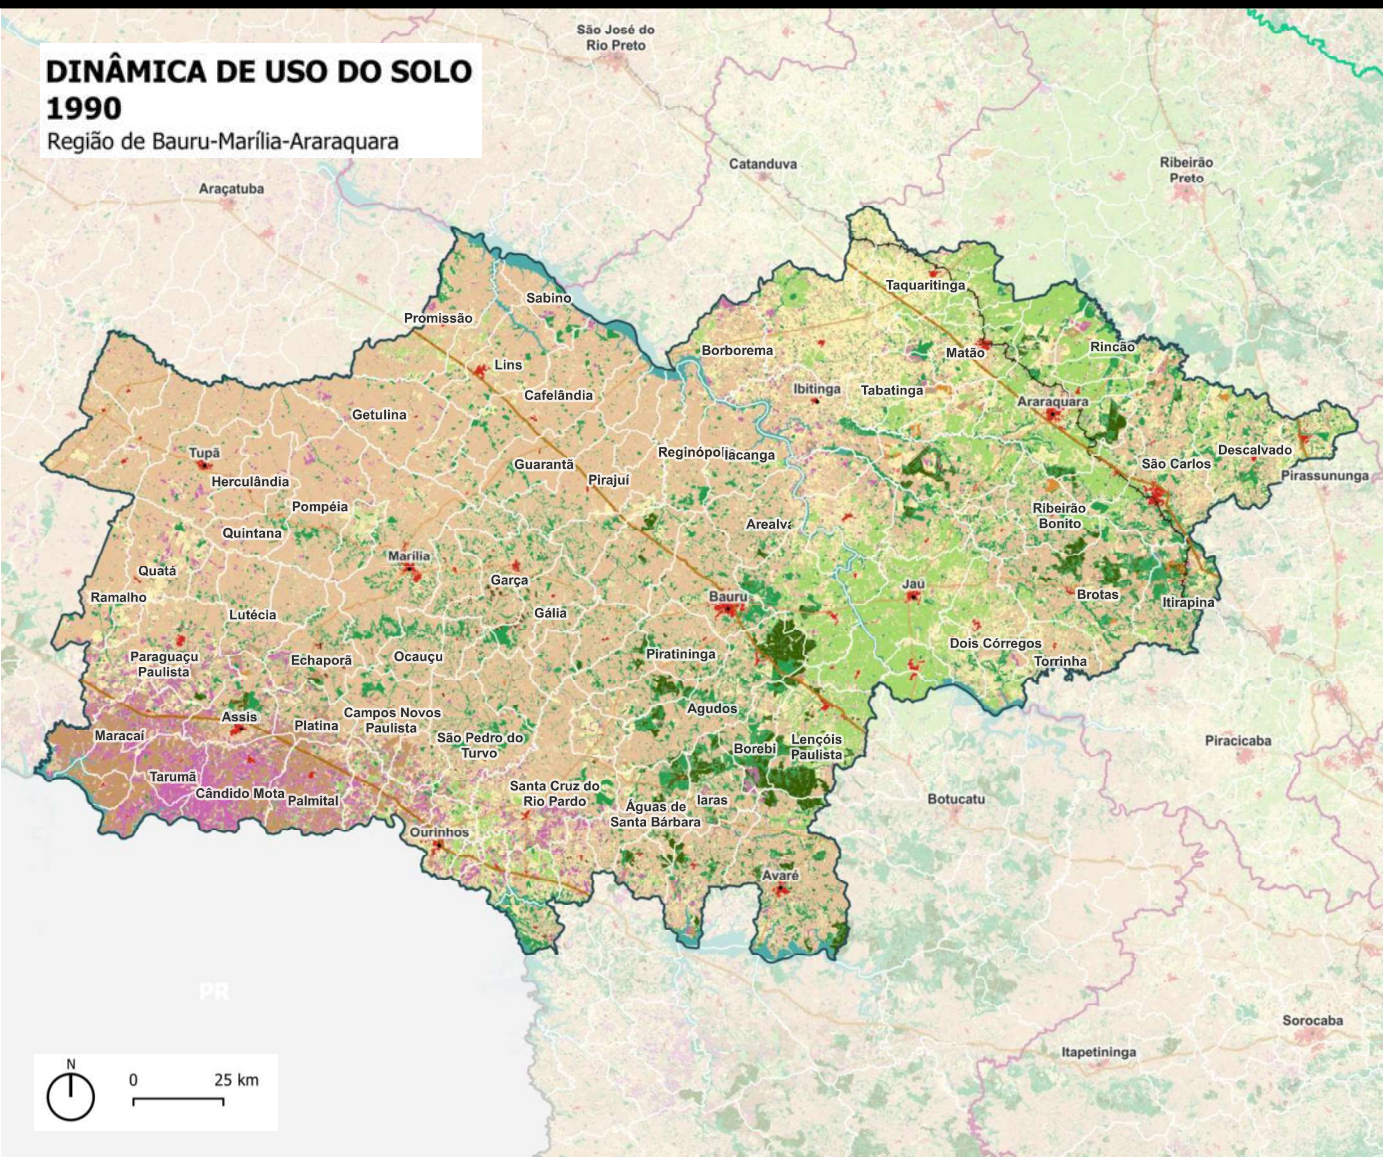 DINÂMICA DE USO DO SOLO
1990
Região de Bauru-Marília-Araraquara
São José do
Rio Preto
Catanduva
Ribeirão
Preto
Araçatuba
Sabino
Promissão
Taquaritinga
Borborema
Matão
Rincão
Lins
Cafelândia
Ibitinga
Tabatinga
Araraquara
Getulina
Tupã
Herculândia
Guarantã
Reginópoli
Iacanga
São Carlos
Descalvado
Pirassununga
Pirajuí
Pompéia
Quintana
Arealva
Ribeirão
Bonito
Marília
Quatá
Garça
Ramalho
Bauru
Jaú
Brotas
Itirapina
Lutécia
Gália
Paraguaçu
Paulista
Echaporã
Ocauçu
Piratininga
Dois Córregos
Torrinha
Assis
Platina
Campos Novos
Paulista
Agudos
Maracaí
São Pedro do
Turvo
Borebi
Lençóis
Paulista
Piracicaba
Tarumã
Cândido Mota
Palmital
Santa Cruz do
Rio Pardo
Águas de
Santa Bárbara
Iaras
Botucatu
Ourinhos
Avaré
PR
Sorocaba
Itapetininga
N
0 25 km